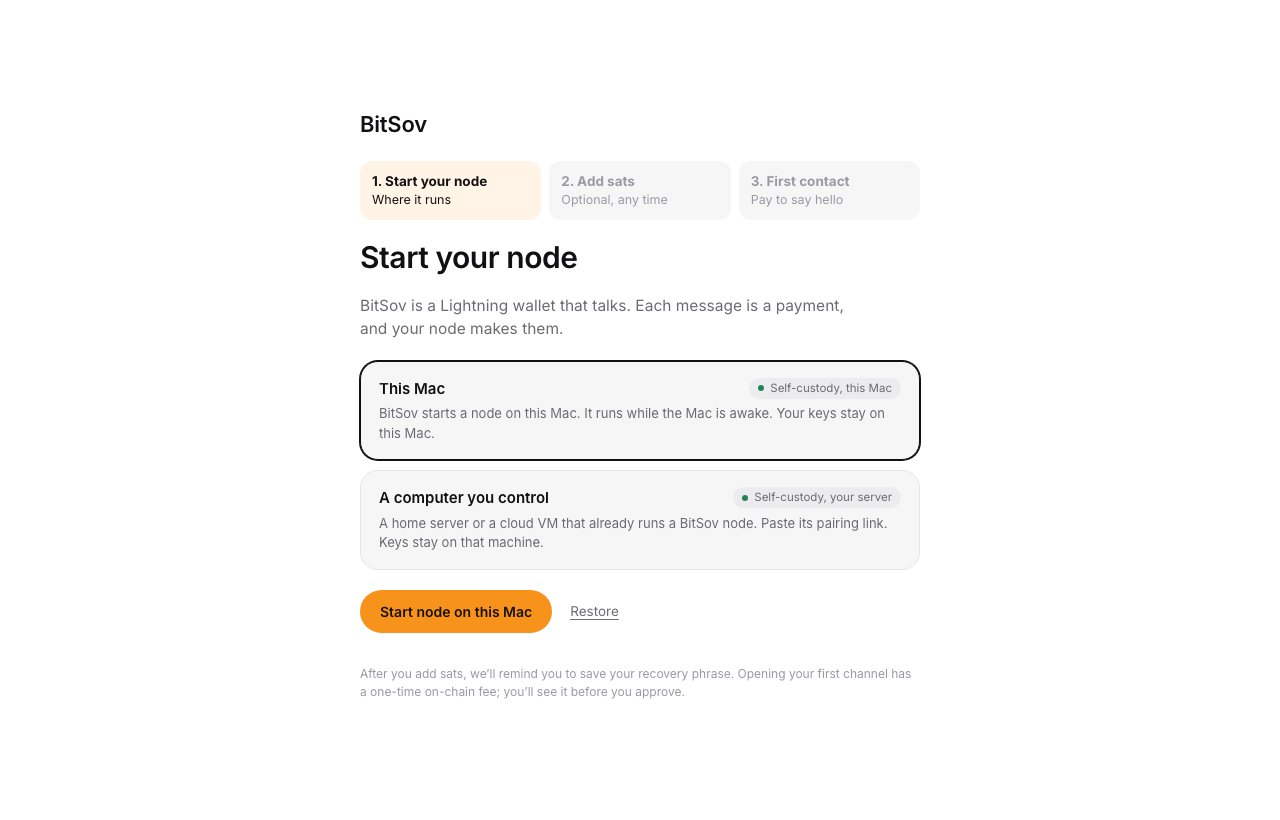 BitSov
1. Start your node
Where it runs
2. Add sats
Optional, any time
3. First contact
Pay to say hello
Start your node
BitSov is a Lightning wallet that talks. Each message is a payment,
and your node makes them.
This Mac
Self-custody, this Mac
BitSov starts a node on this Mac. It runs while the Mac is awake. Your keys stay on
this Mac.
A computer you control
Self-custody, your server
A home server or a cloud VM that already runs a BitSov node. Paste its pairing link.
Keys stay on that machine.
Start node on this Mac
Restore
After you add sats, we’ll remind you to save your recovery phrase. Opening your first channel has
a one-time on-chain fee; you’ll see it before you approve.